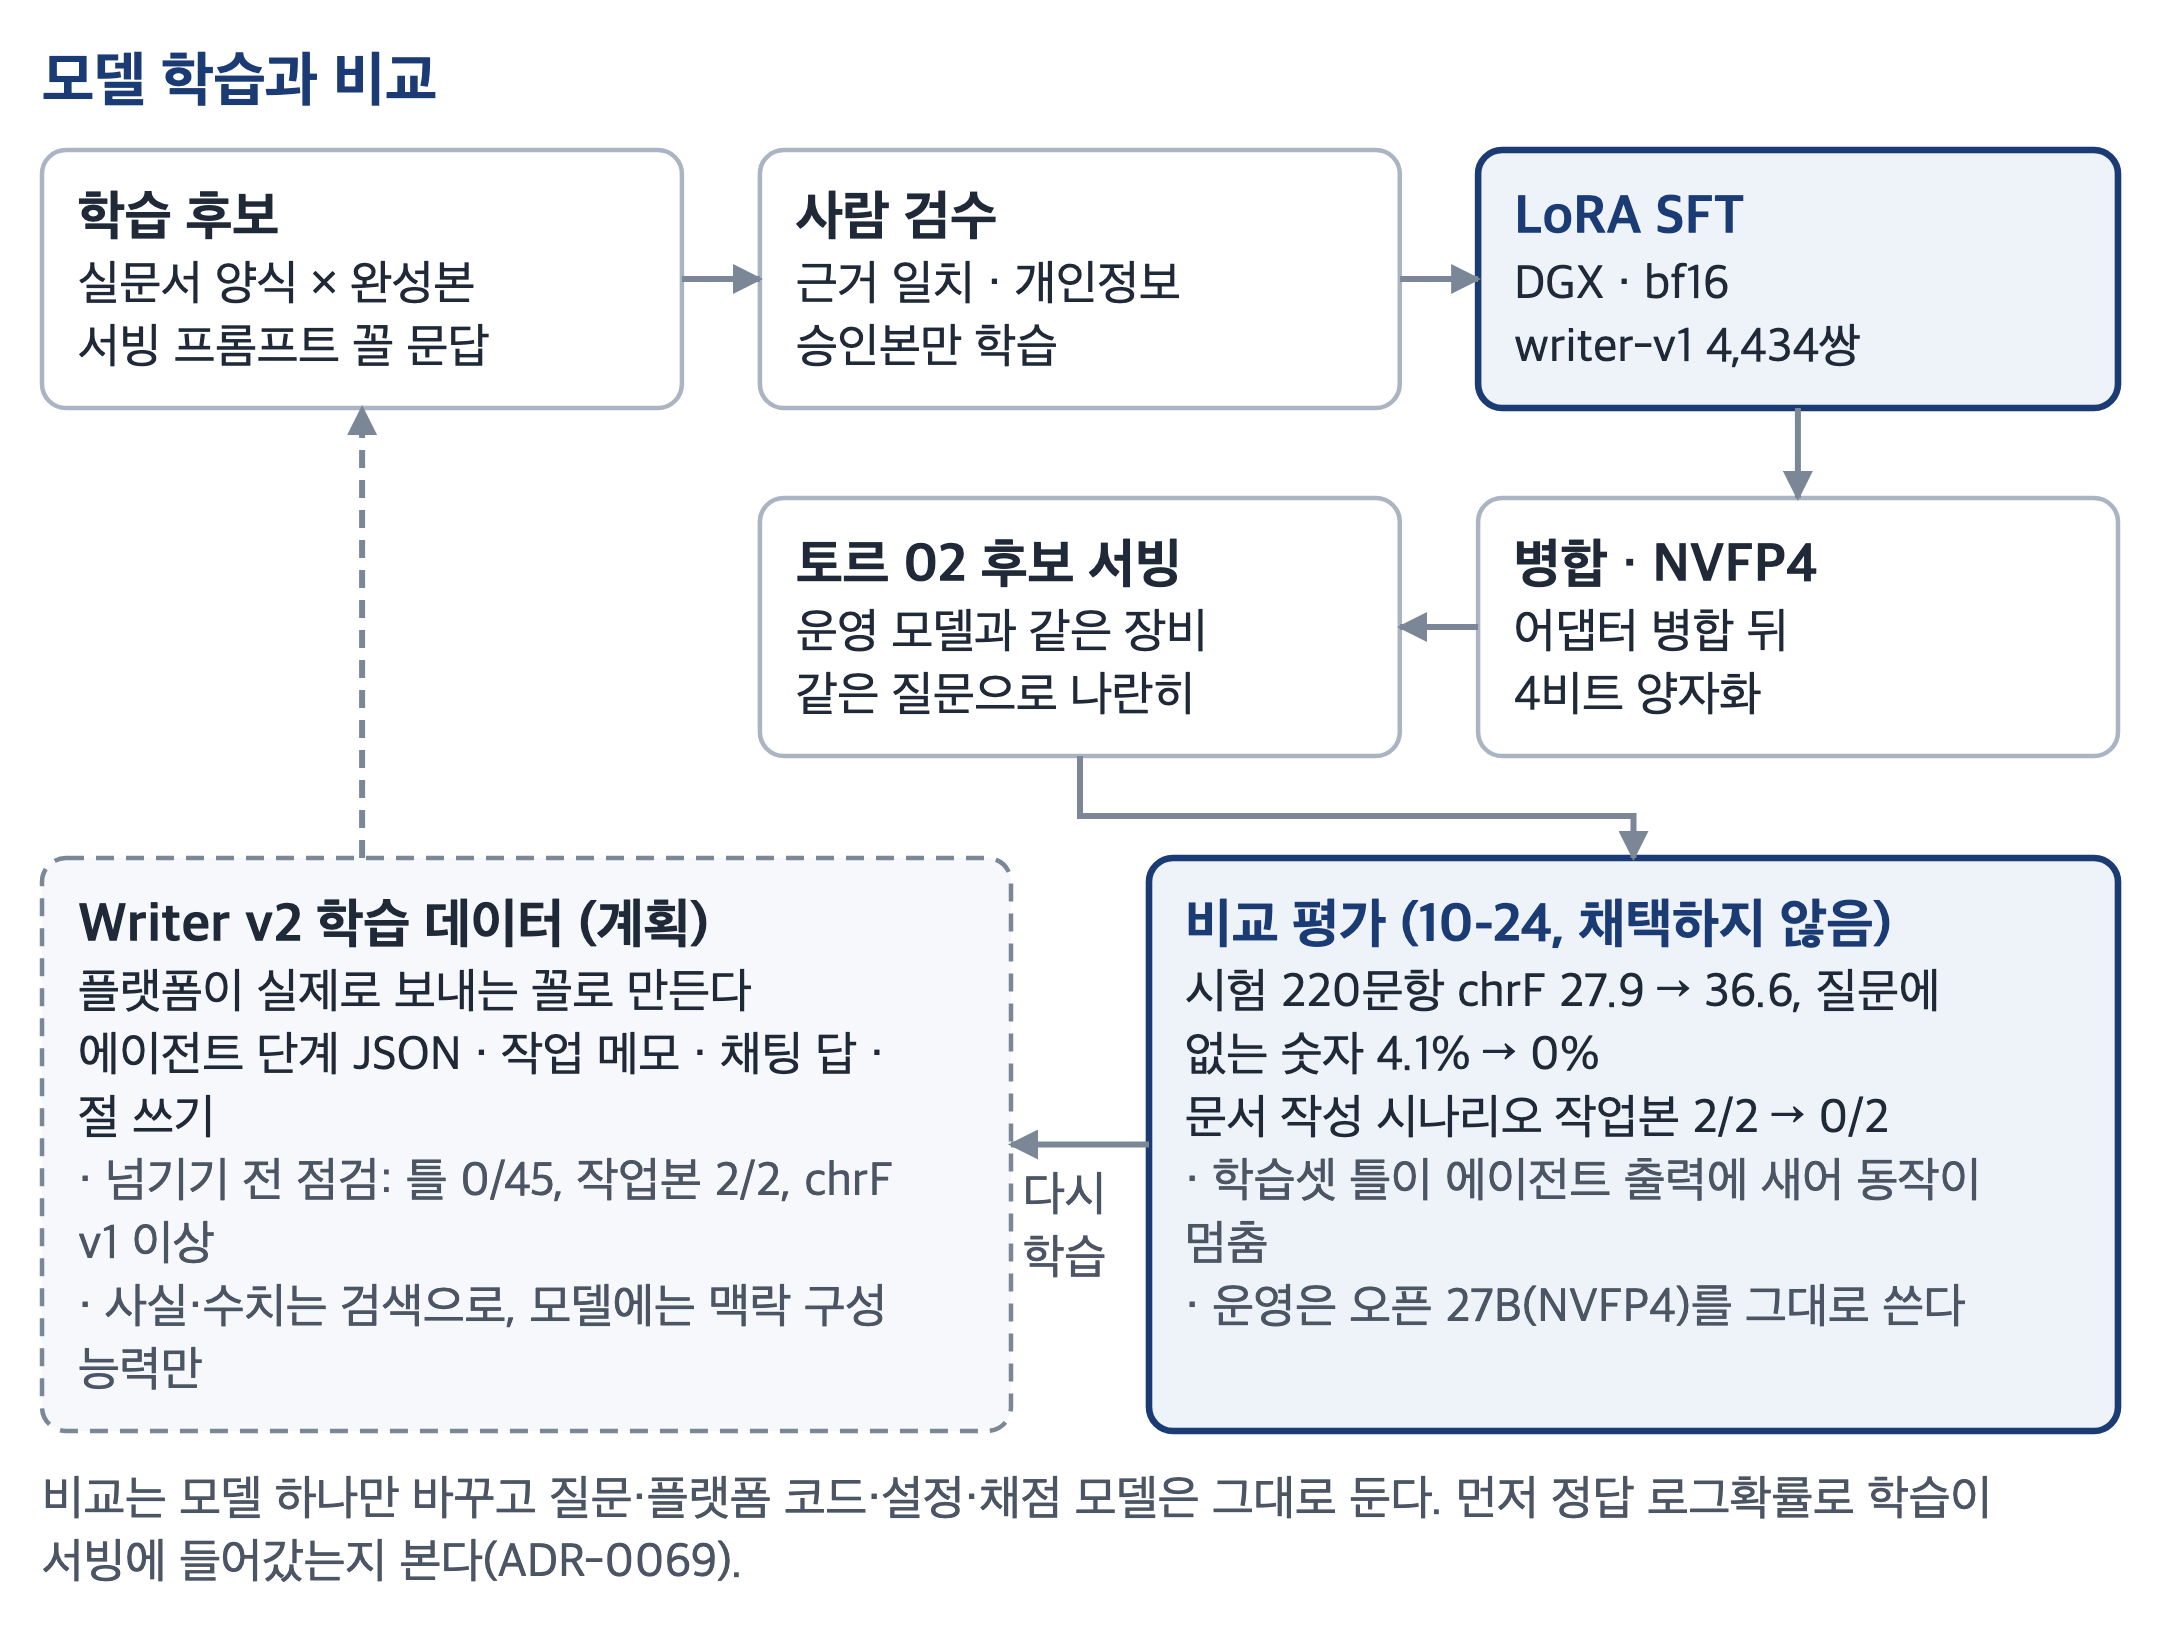 모델 학습과 비교
학습 후보
실문서 양식 × 완성본
서빙 프롬프트 꼴 문답
사람 검수
근거 일치 · 개인정보
승인본만 학습
LoRA SFT
DGX · bf16
writer-v1 4,434쌍
병합 · NVFP4
어댑터 병합 뒤
4비트 양자화
토르 02 후보 서빙
운영 모델과 같은 장비
같은 질문으로 나란히
비교 평가 (10-24, 채택하지 않음)
시험 220문항 chrF 27.9 → 36.6, 질문에
없는 숫자 4.1% → 0%
문서 작성 시나리오 작업본 2/2 → 0/2
· 학습셋 틀이 에이전트 출력에 새어 동작이
멈춤
· 운영은 오픈 27B(NVFP4)를 그대로 쓴다
다시
학습
Writer v2 학습 데이터 (계획)
플랫폼이 실제로 보내는 꼴로 만든다
에이전트 단계 JSON · 작업 메모 · 채팅 답 ·
절 쓰기
· 넘기기 전 점검: 틀 0/45, 작업본 2/2, chrF
v1 이상
· 사실·수치는 검색으로, 모델에는 맥락 구성
능력만
비교는 모델 하나만 바꾸고 질문·플랫폼 코드·설정·채점 모델은 그대로 둔다. 먼저 정답 로그확률로 학습이
서빙에 들어갔는지 본다(ADR-0069).